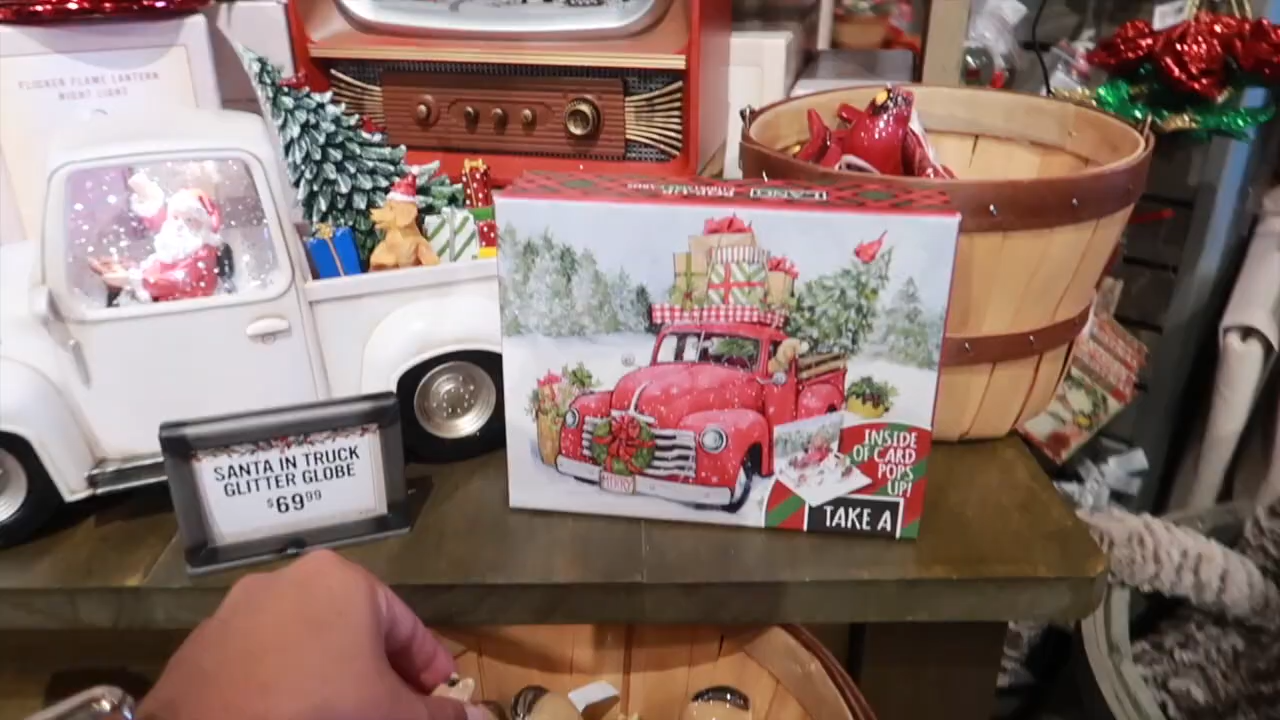 FLICKER FLAME LANTERN
NIGHT LIGHT
LANG
SANTA IN TRUCK
GLITTER GLOBE
$69.99
MERRY
INSIDE
OF CARD
POPS
UP!
TAKE A